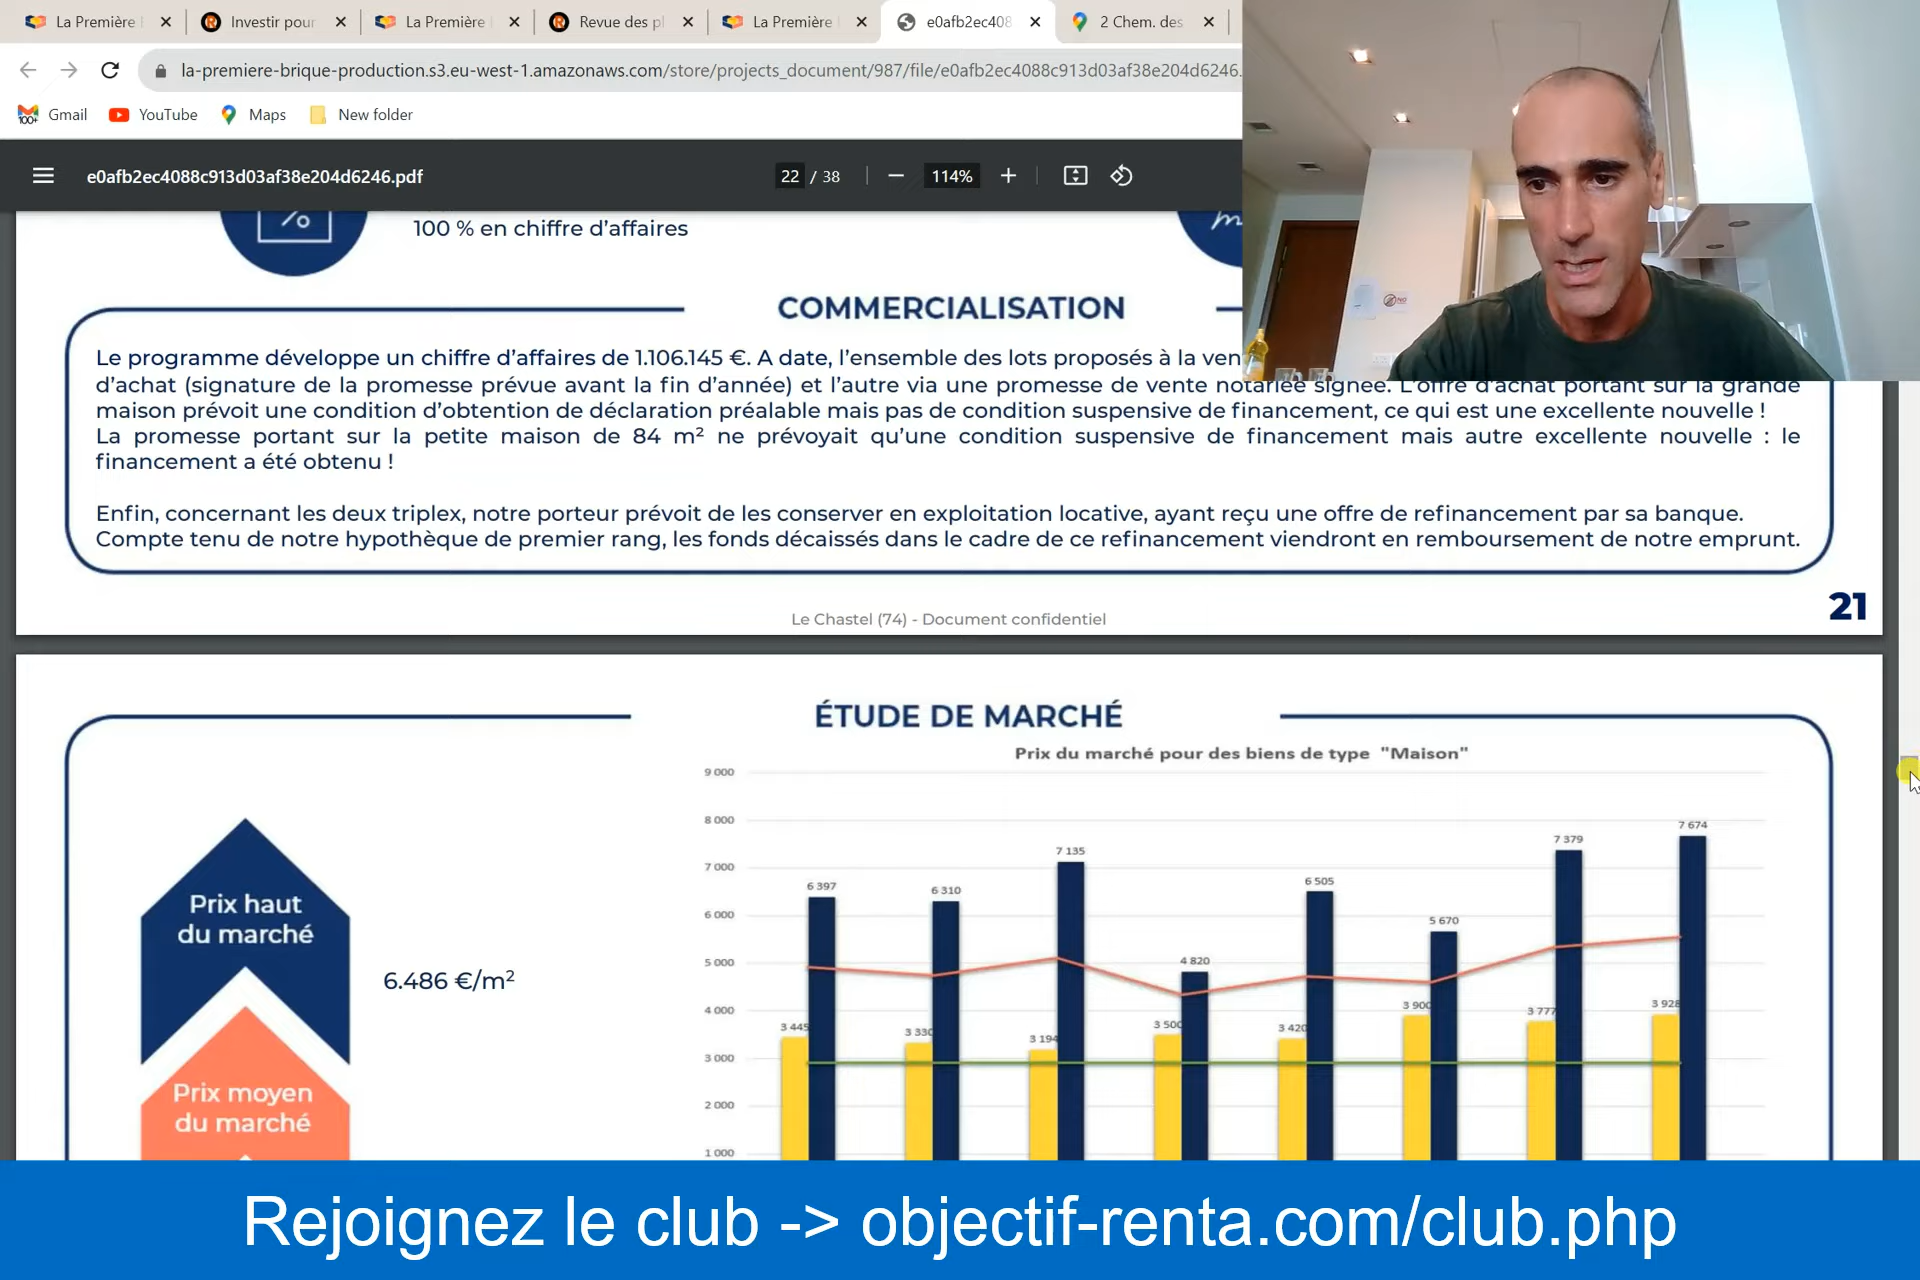 La Première
Investir pour
La Première
Revue des pl
La Première
e0afb2ec408
2 Chem. des
la-premiere-brique-production.s3.eu-west-1.amazonaws.com/store/projects_document/987/file/e0afb2ec4088c913d03af38e204d6246.
Gmail
YouTube
Maps
New folder
e0afb2ec4088c913d03af38e204d6246.pdf
22 / 38
114%
%
100 % en chiffre d'affaires
COMMERCIALISATION
Le programme développe un chiffre d'affaires de 1.106.145 €. A date, l'ensemble des lots proposés à la ven
d'achat (signature de la promesse prévue avant la fin d'année) et l'autre via une promesse de vente notariée signée. L'offre d'achat portant sur la grande
maison prévoit une condition d'obtention de déclaration préalable mais pas de condition suspensive de financement, ce qui est une excellente nouvelle !
La promesse portant sur la petite maison de 84 m² ne prévoyait qu'une condition suspensive de financement mais autre excellente nouvelle : le
financement a été obtenu !
Enfin, concernant les deux triplex, notre porteur prévoit de les conserver en exploitation locative, ayant reçu une offre de refinancement par sa banque.
Compte tenu de notre hypothèque de premier rang, les fonds décaissés dans le cadre de ce refinancement viendront en remboursement de notre emprunt.
Le Chastel (74) - Document confidentiel
21
ÉTUDE DE MARCHÉ
Prix du marché pour des biens de type "Maison"
9 000
8 000
7 000
6 000
5 000
4 000
3 000
2 000
1 000
3 445
6 397
3 330
6 310
3 194
7 135
3 500
4 820
3 420
6 505
3 900
5 670
3 777
7 379
3 928
7 674
Prix haut
du marché
6.486 €/m²
Prix moyen
du marché
Rejoignez le club -> objectif-renta.com/club.php